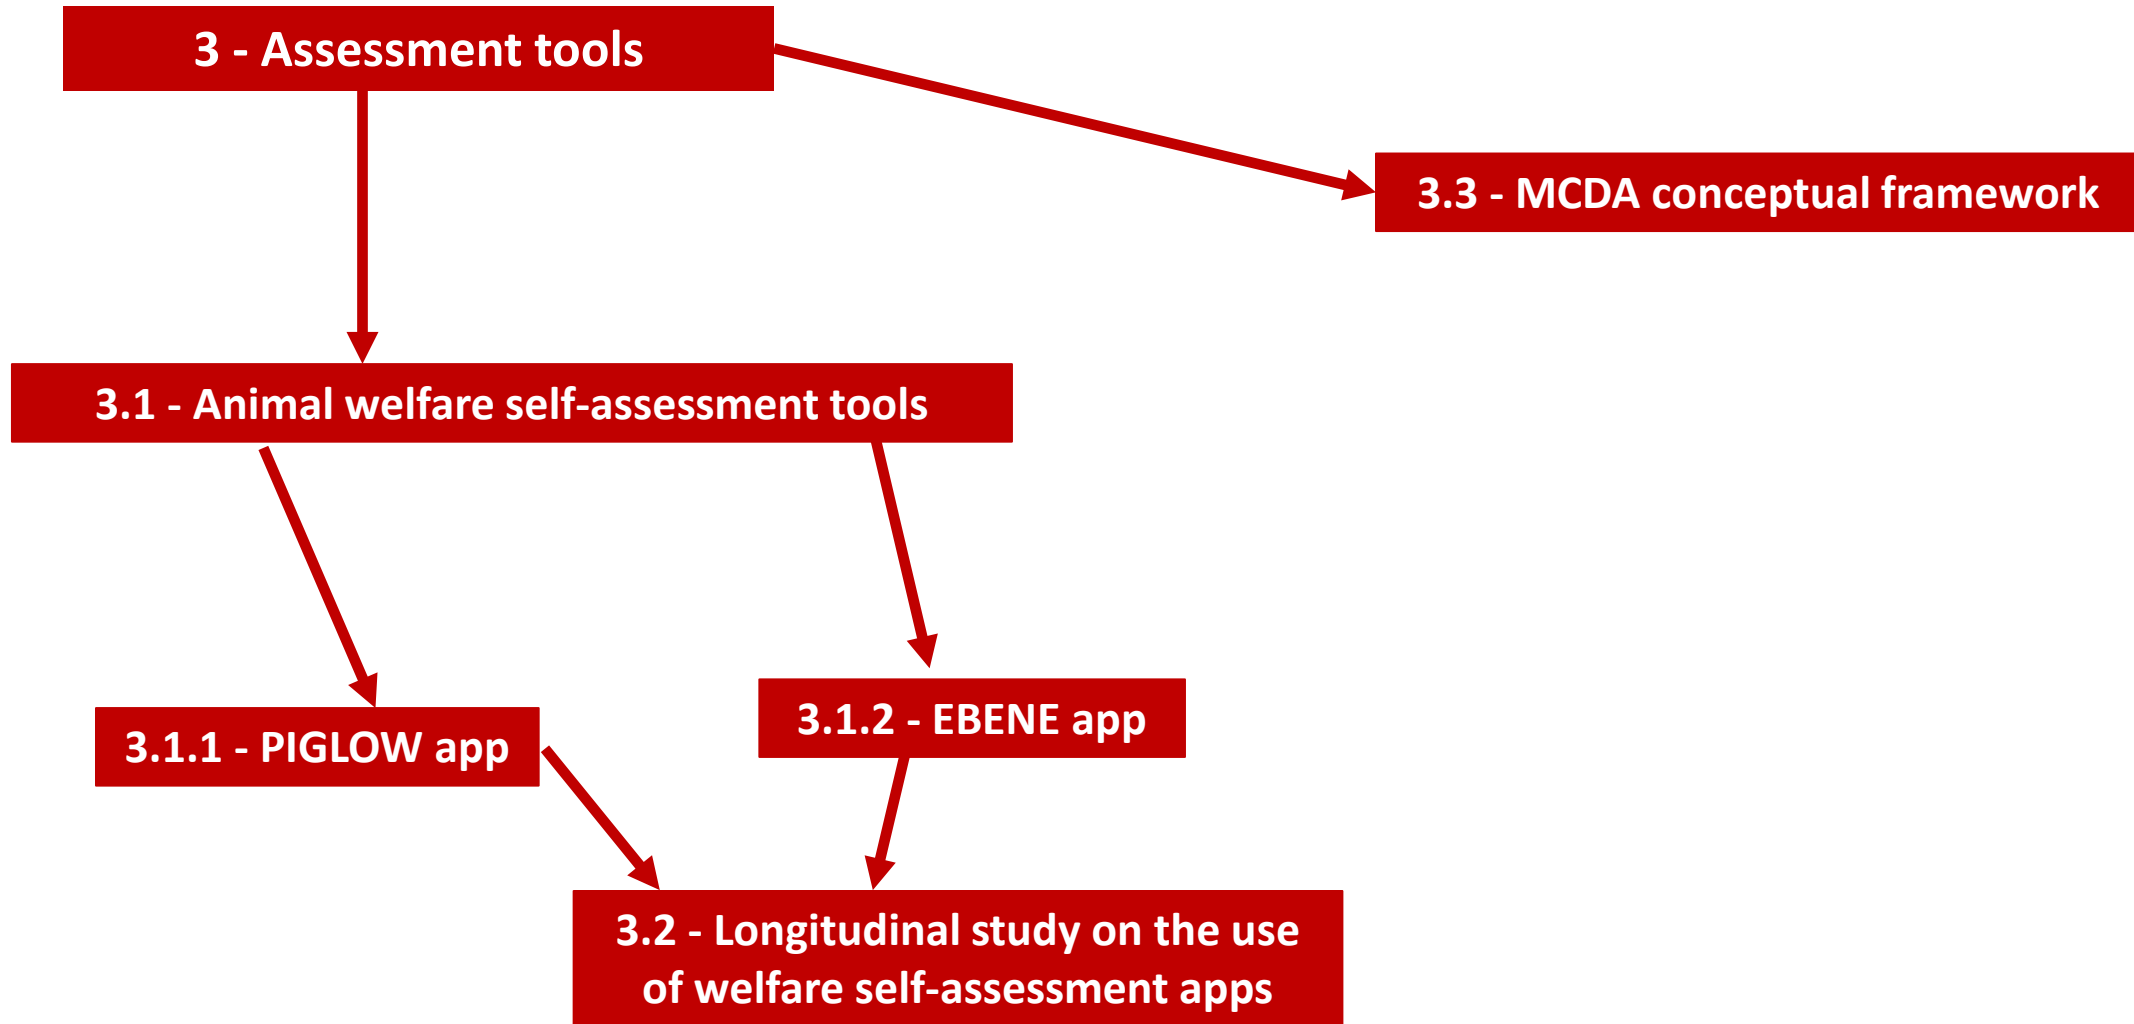 3 - Assessment tools
3.3 - MCDA conceptual framework
3.1 - Animal welfare self-assessment tools
3.1.1 - PIGLOW app
3.1.2 - EBENE app
3.2 - Longitudinal study on the use
of welfare self-assessment apps